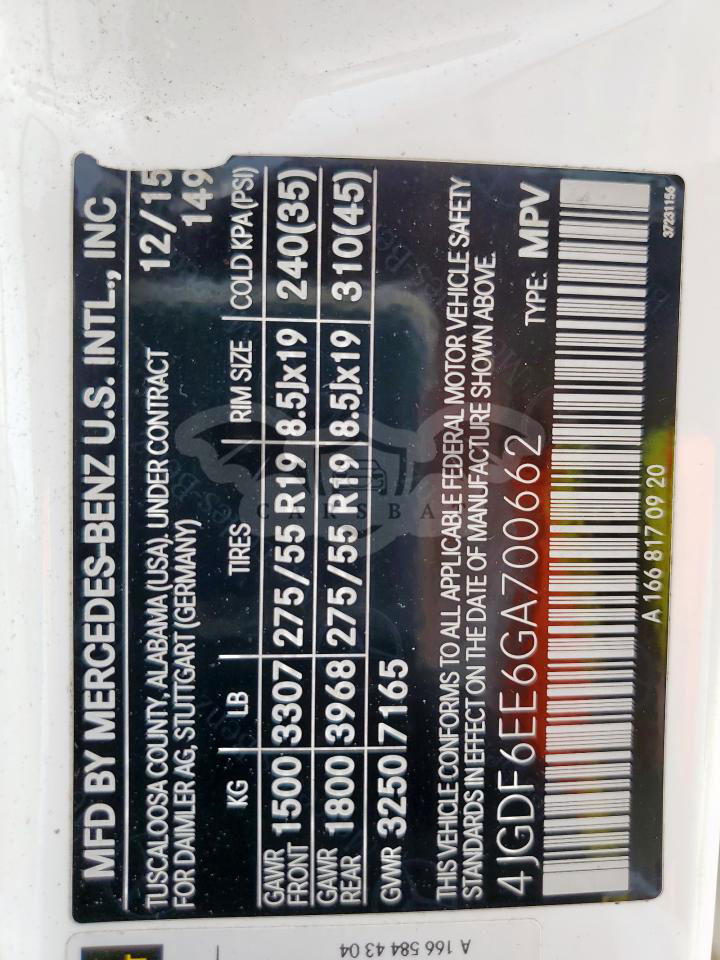 MFD BY MERCEDES-BENZ U.S. INTL., INC
TUSCALOOSA COUNTY, ALABAMA (USA), UNDER CONTRACT 12/15
FOR DAIMLER AG, STUTTGART (GERMANY) 149
KG LB TIRES RIM SIZE COLD KPA(PSI)
GAWR FRONT 1500 3307 275/55 R19 8.5Jx19 240(35)
GAWR REAR 1800 3968 275/55 R19 8.5Jx19 310(45)
GVWR 3250 7165
THIS VEHICLE CONFORMS TO ALL APPLICABLE FEDERAL MOTOR VEHICLE SAFETY
STANDARDS IN EFFECT ON THE DATE OF MANUFACTURE SHOWN ABOVE.
4JGDF6EE6GA700662 TYPE: MPV
A 166 817 09 20
37231156
A 166 584 43 04
CARSBA